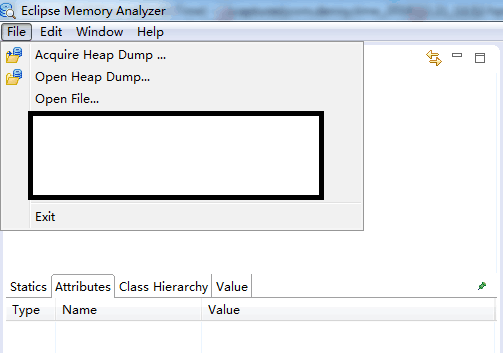 Eclipse Memory Analyzer
File Edit Window Help
Acquire Heap Dump ...
Open Heap Dump...
Open File...
Exit
Statics Attributes Class Hierarchy Value
Type Name Value